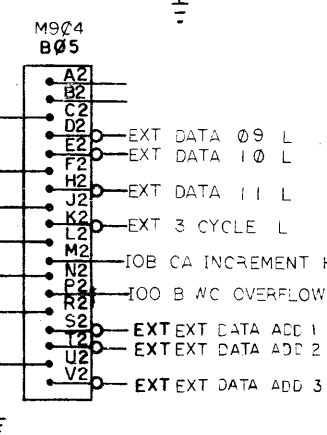 M9Ø4
BØ5
A2
B2
C2
D2
E2 EXT DATA Ø9 L
F2 EXT DATA 1Ø L
H2 EXT DATA 11 L
J2
K2 EXT 3 CYCLE L
L2
M2 IOB CA INCREMENT H
N2
P2 IOO B WC OVERFLOW
R2
S2 EXT EXT DATA ADD 1
T2 EXT EXT DATA ADD 2
U2
V2 EXT EXT DATA ADD 3